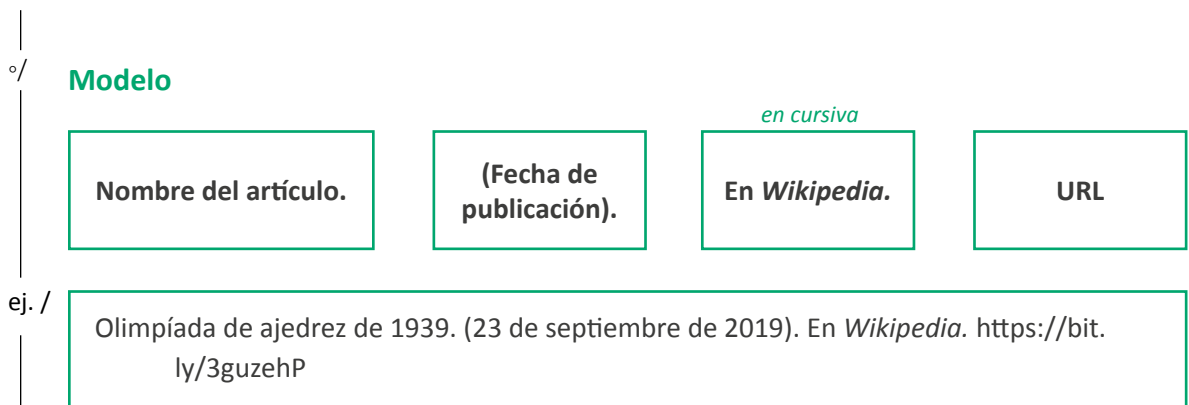 °/
Modelo
en cursiva
Nombre del artículo.
(Fecha de
publicación).
En Wikipedia.
URL
ej. /
Olimpíada de ajedrez de 1939. (23 de septiembre de 2019). En Wikipedia. https://bit.
ly/3guzehP